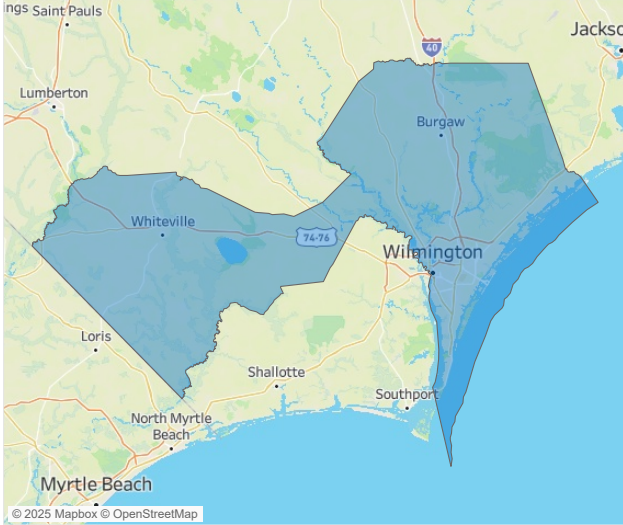 ngs
Saint Pauls
Jackso
40
Lumberton
Burgaw
Whiteville
74-76
Wilmington
Loris
Shallotte
Southport
North Myrtle
Beach
Myrtle Beach
© 2025 Mapbox © OpenStreetMap